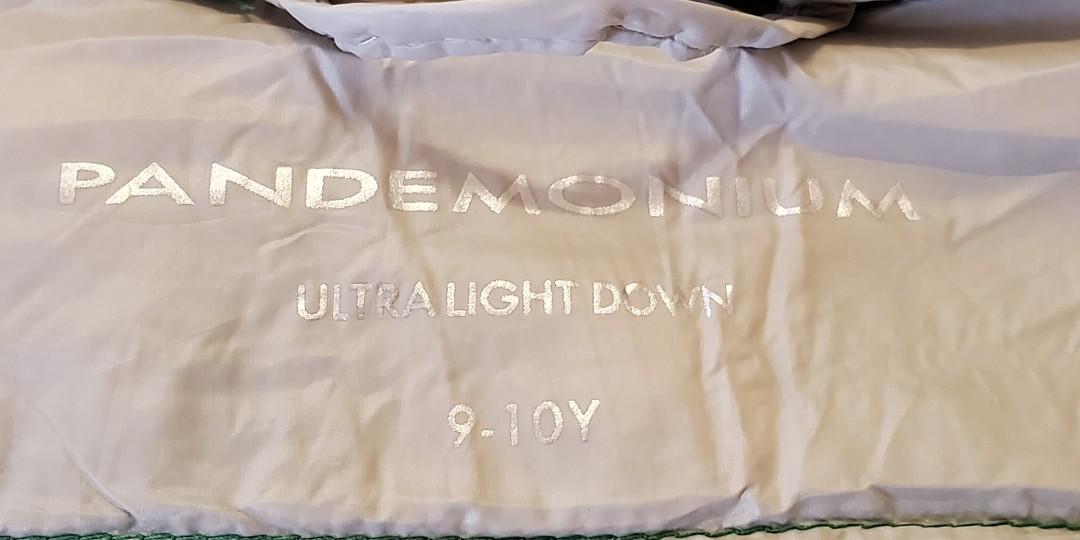 PANDEMONIUM
ULTRA LIGHT DOWN
9-10Y